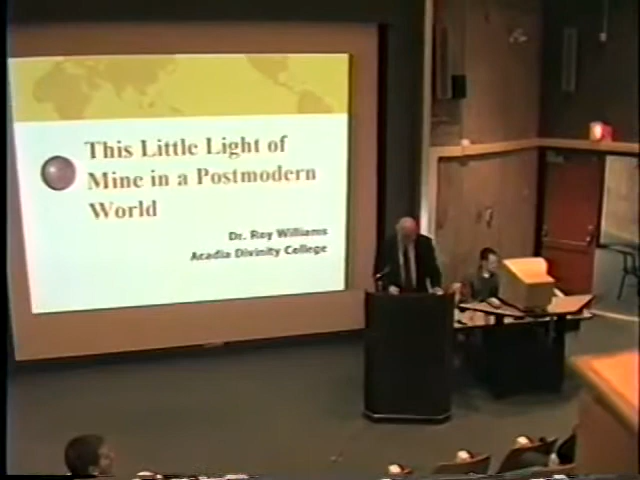 This Little Light of
Mine in a Postmodern
World
Dr. Roy Williams
Acadia Divinity College